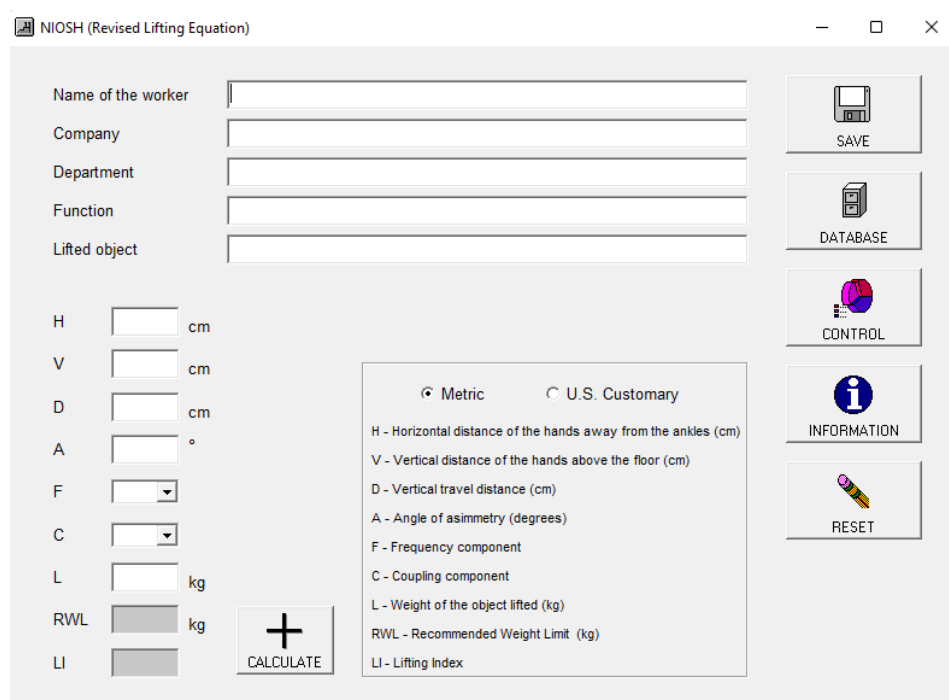 NIOSH (Revised Lifting Equation)
Name of the worker
Company
Department
Function
Lifted object
SAVE
DATABASE
CONTROL
INFORMATION
RESET
H cm
V cm
D cm
A °
F
C
L kg
RWL kg
LI
CALCULATE
Metric U.S. Customary
H - Horizontal distance of the hands away from the ankles (cm)
V - Vertical distance of the hands above the floor (cm)
D - Vertical travel distance (cm)
A - Angle of asimmetry (degrees)
F - Frequency component
C - Coupling component
L - Weight of the object lifted (kg)
RWL - Recommended Weight Limit (kg)
LI - Lifting Index